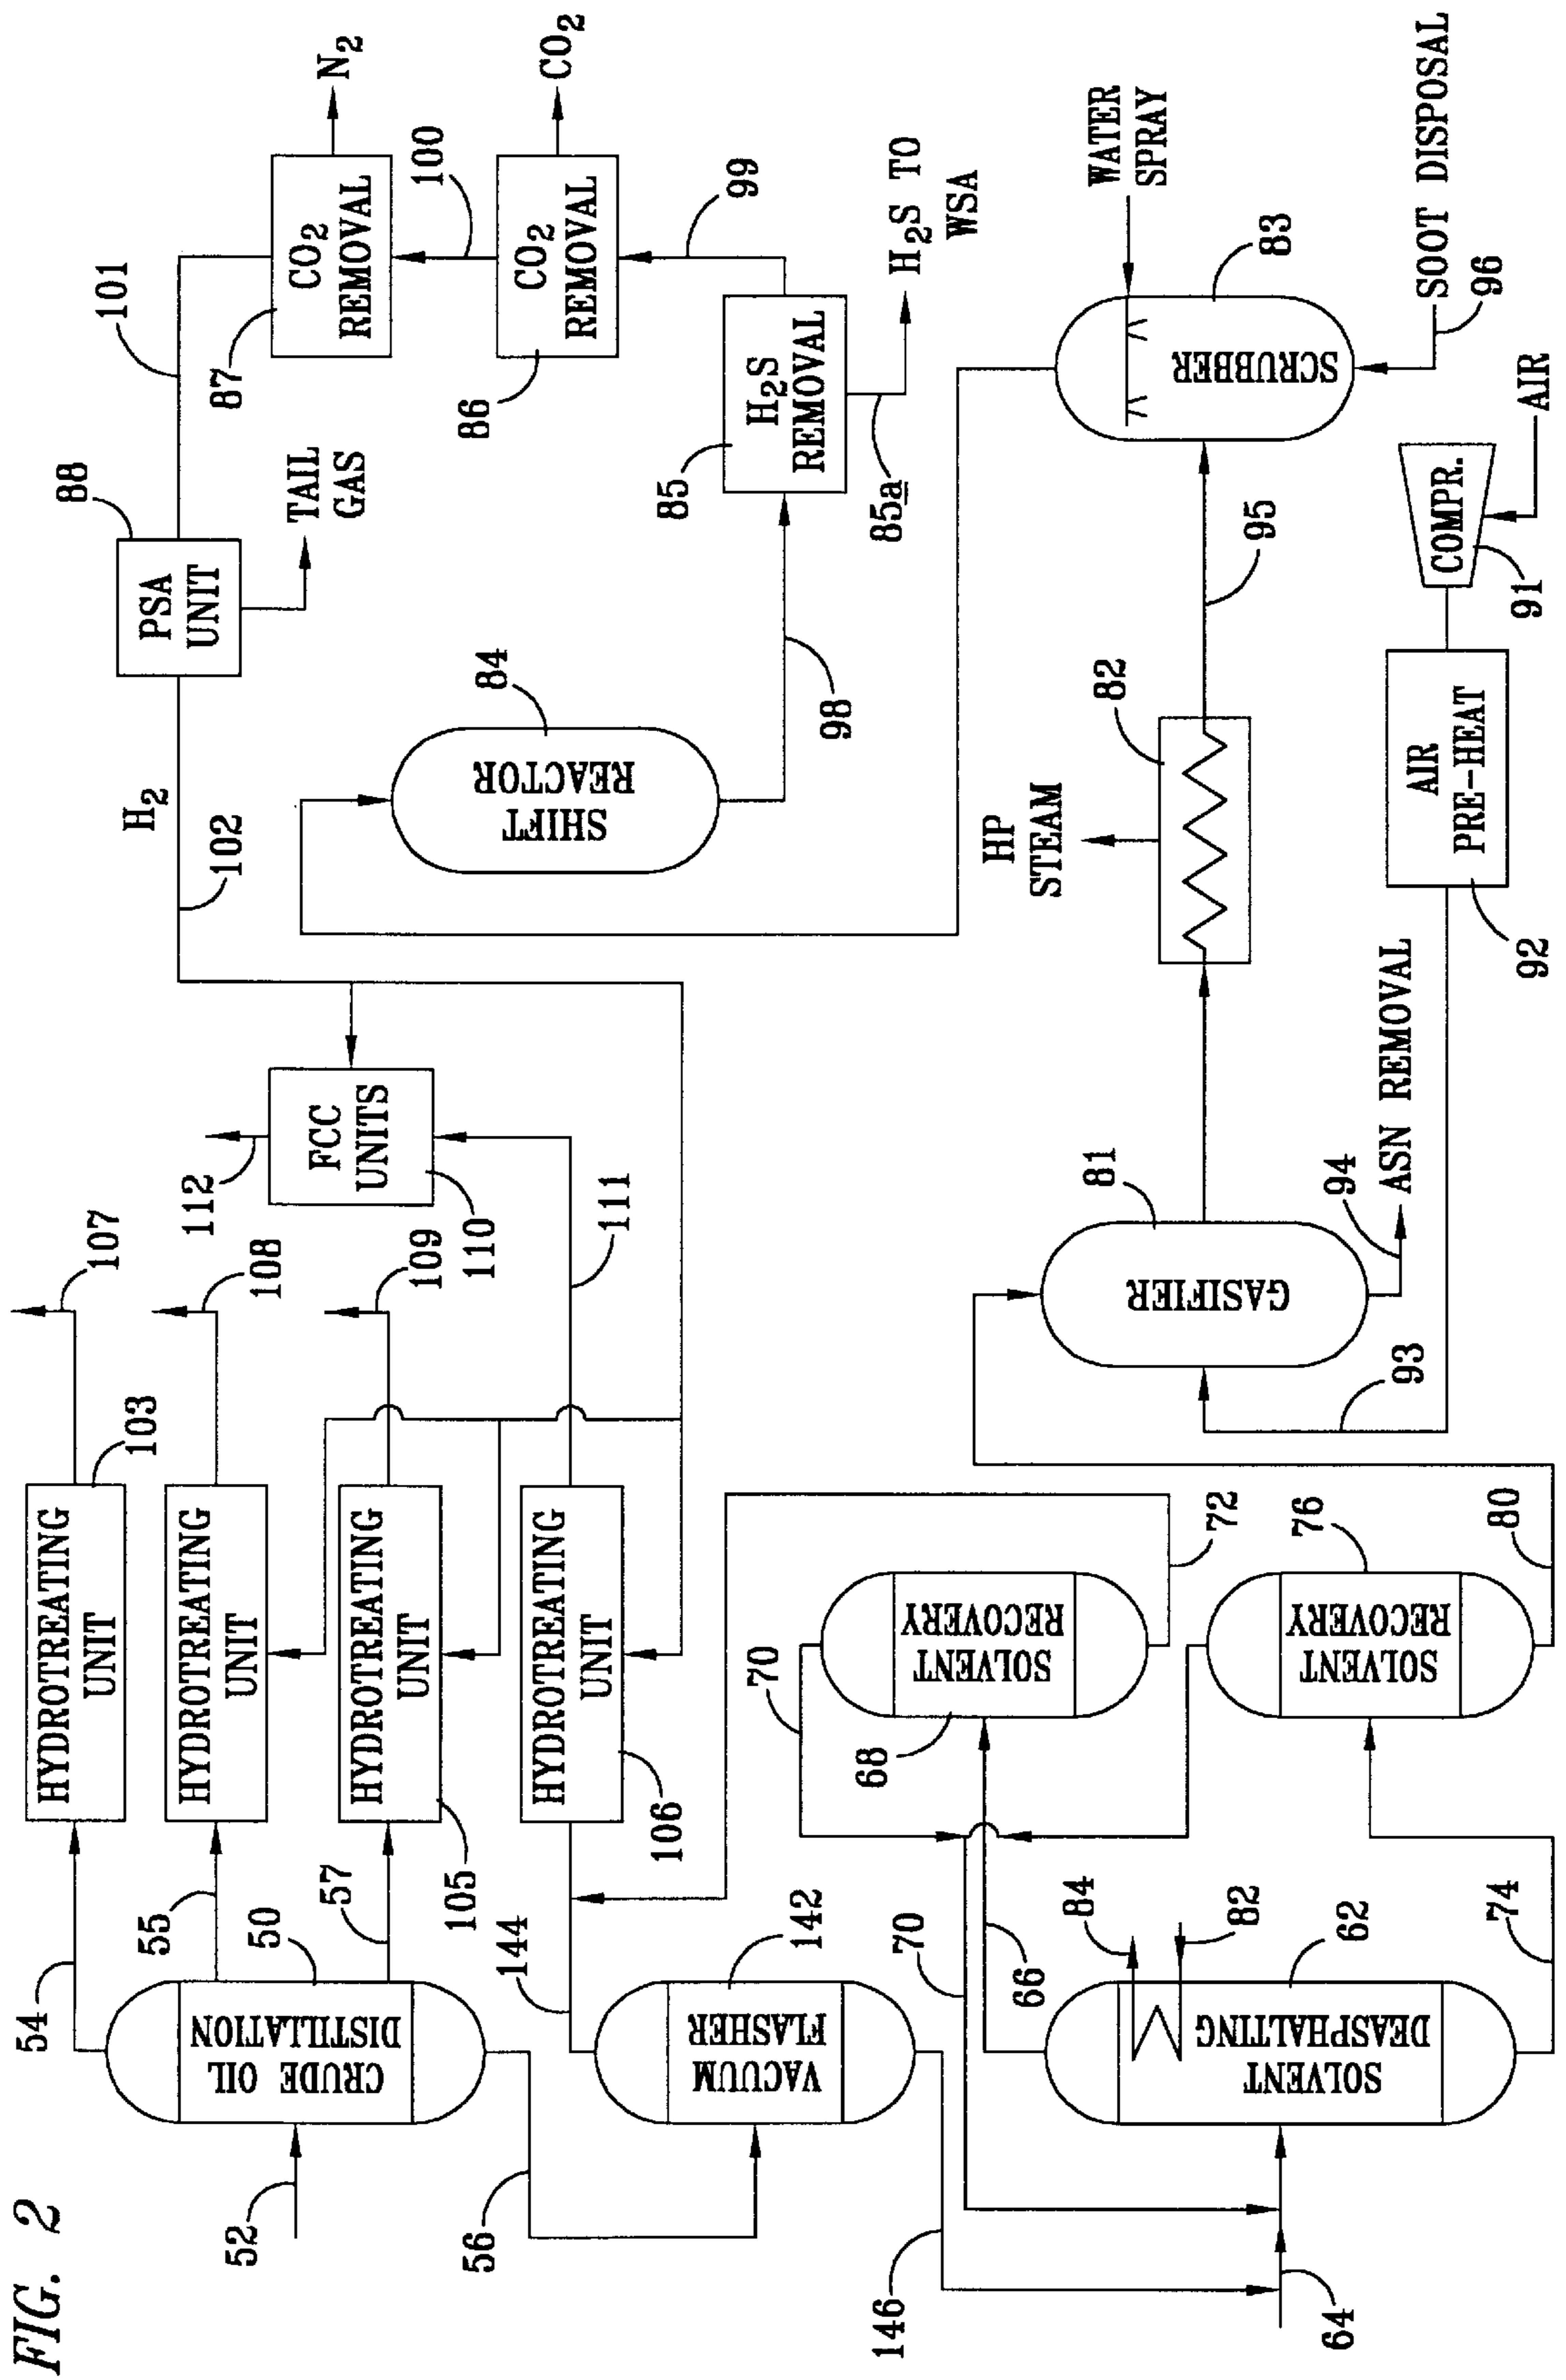 FIG. 2
54
HYDROTREATING
UNIT
103
107
55
HYDROTREATING
UNIT
108
52
CRUDE OIL
DISTILLATION
50
57
HYDROTREATING
UNIT
105
109
112
FCC
UNITS
110
111
56
144
HYDROTREATING
UNIT
106
VACUUM
FLASHER
142
146
64
70
66
84
82
SOLVENT
DEASPHALTING
62
74
70
SOLVENT
RECOVERY
68
72
SOLVENT
RECOVERY
76
80
H2
102
PSA
UNIT
88
TAIL
GAS
101
CO2
REMOVAL
87
N2
100
CO2
REMOVAL
86
CO2
99
SHIFT
REACTOR
84
98
H2S
REMOVAL
85
85a
H2S TO
WSA
GASIFIER
81
93
94
ASN REMOVAL
HP
STEAM
82
95
SCRUBBER
83
WATER
SPRAY
SOOT DISPOSAL
96
AIR
PRE-HEAT
92
COMPR.
91
AIR